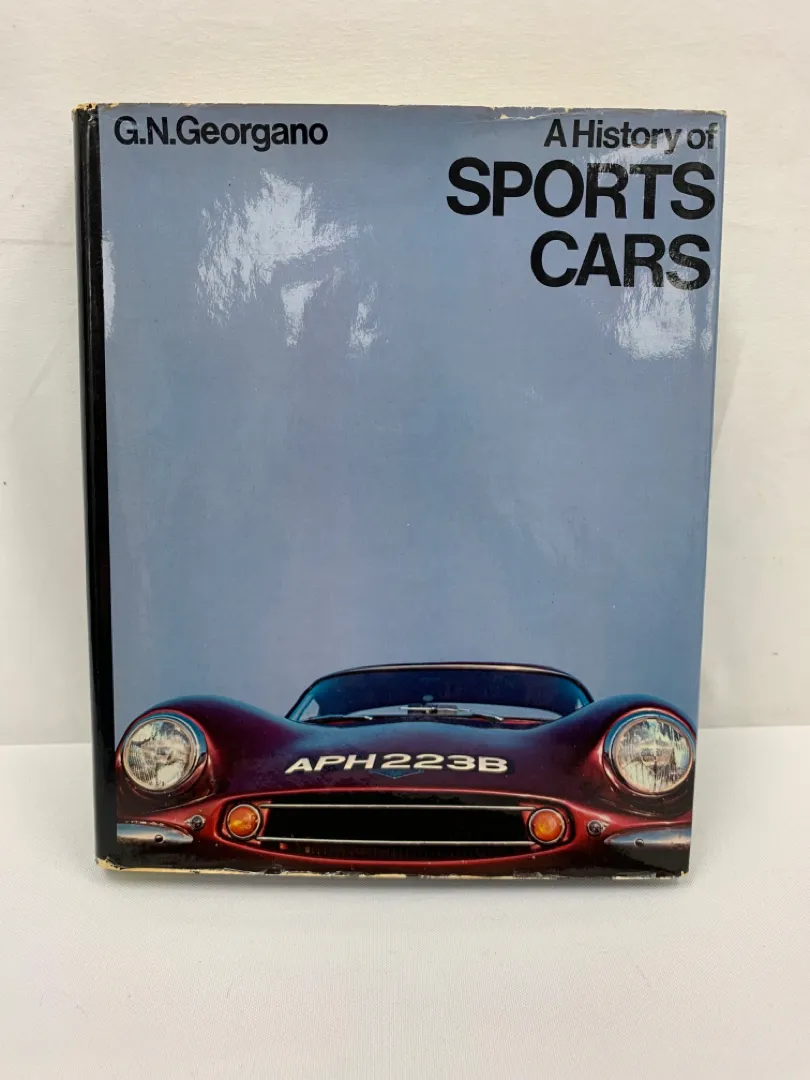 G.N.Georgano
A History of
SPORTS
CARS
APH 223B